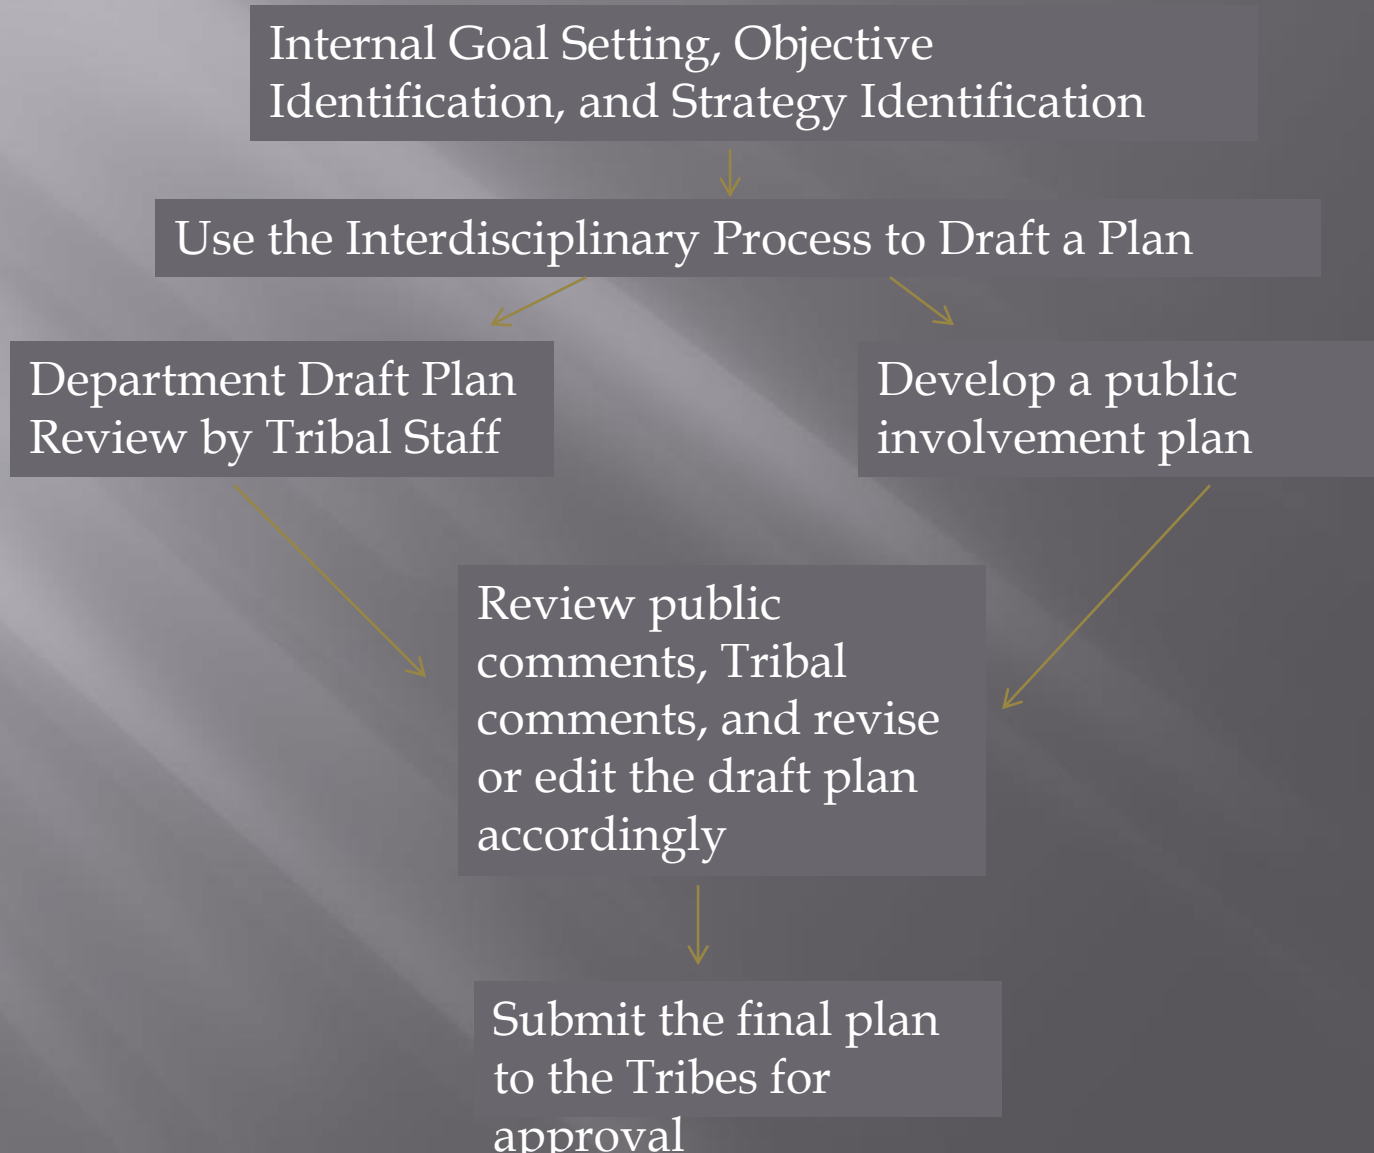 Internal Goal Setting, Objective
Identification, and Strategy Identification
Use the Interdisciplinary Process to Draft a Plan
Department Draft Plan
Review by Tribal Staff
Develop a public
involvement plan
Review public
comments, Tribal
comments, and revise
or edit the draft plan
accordingly
Submit the final plan
to the Tribes for
approval